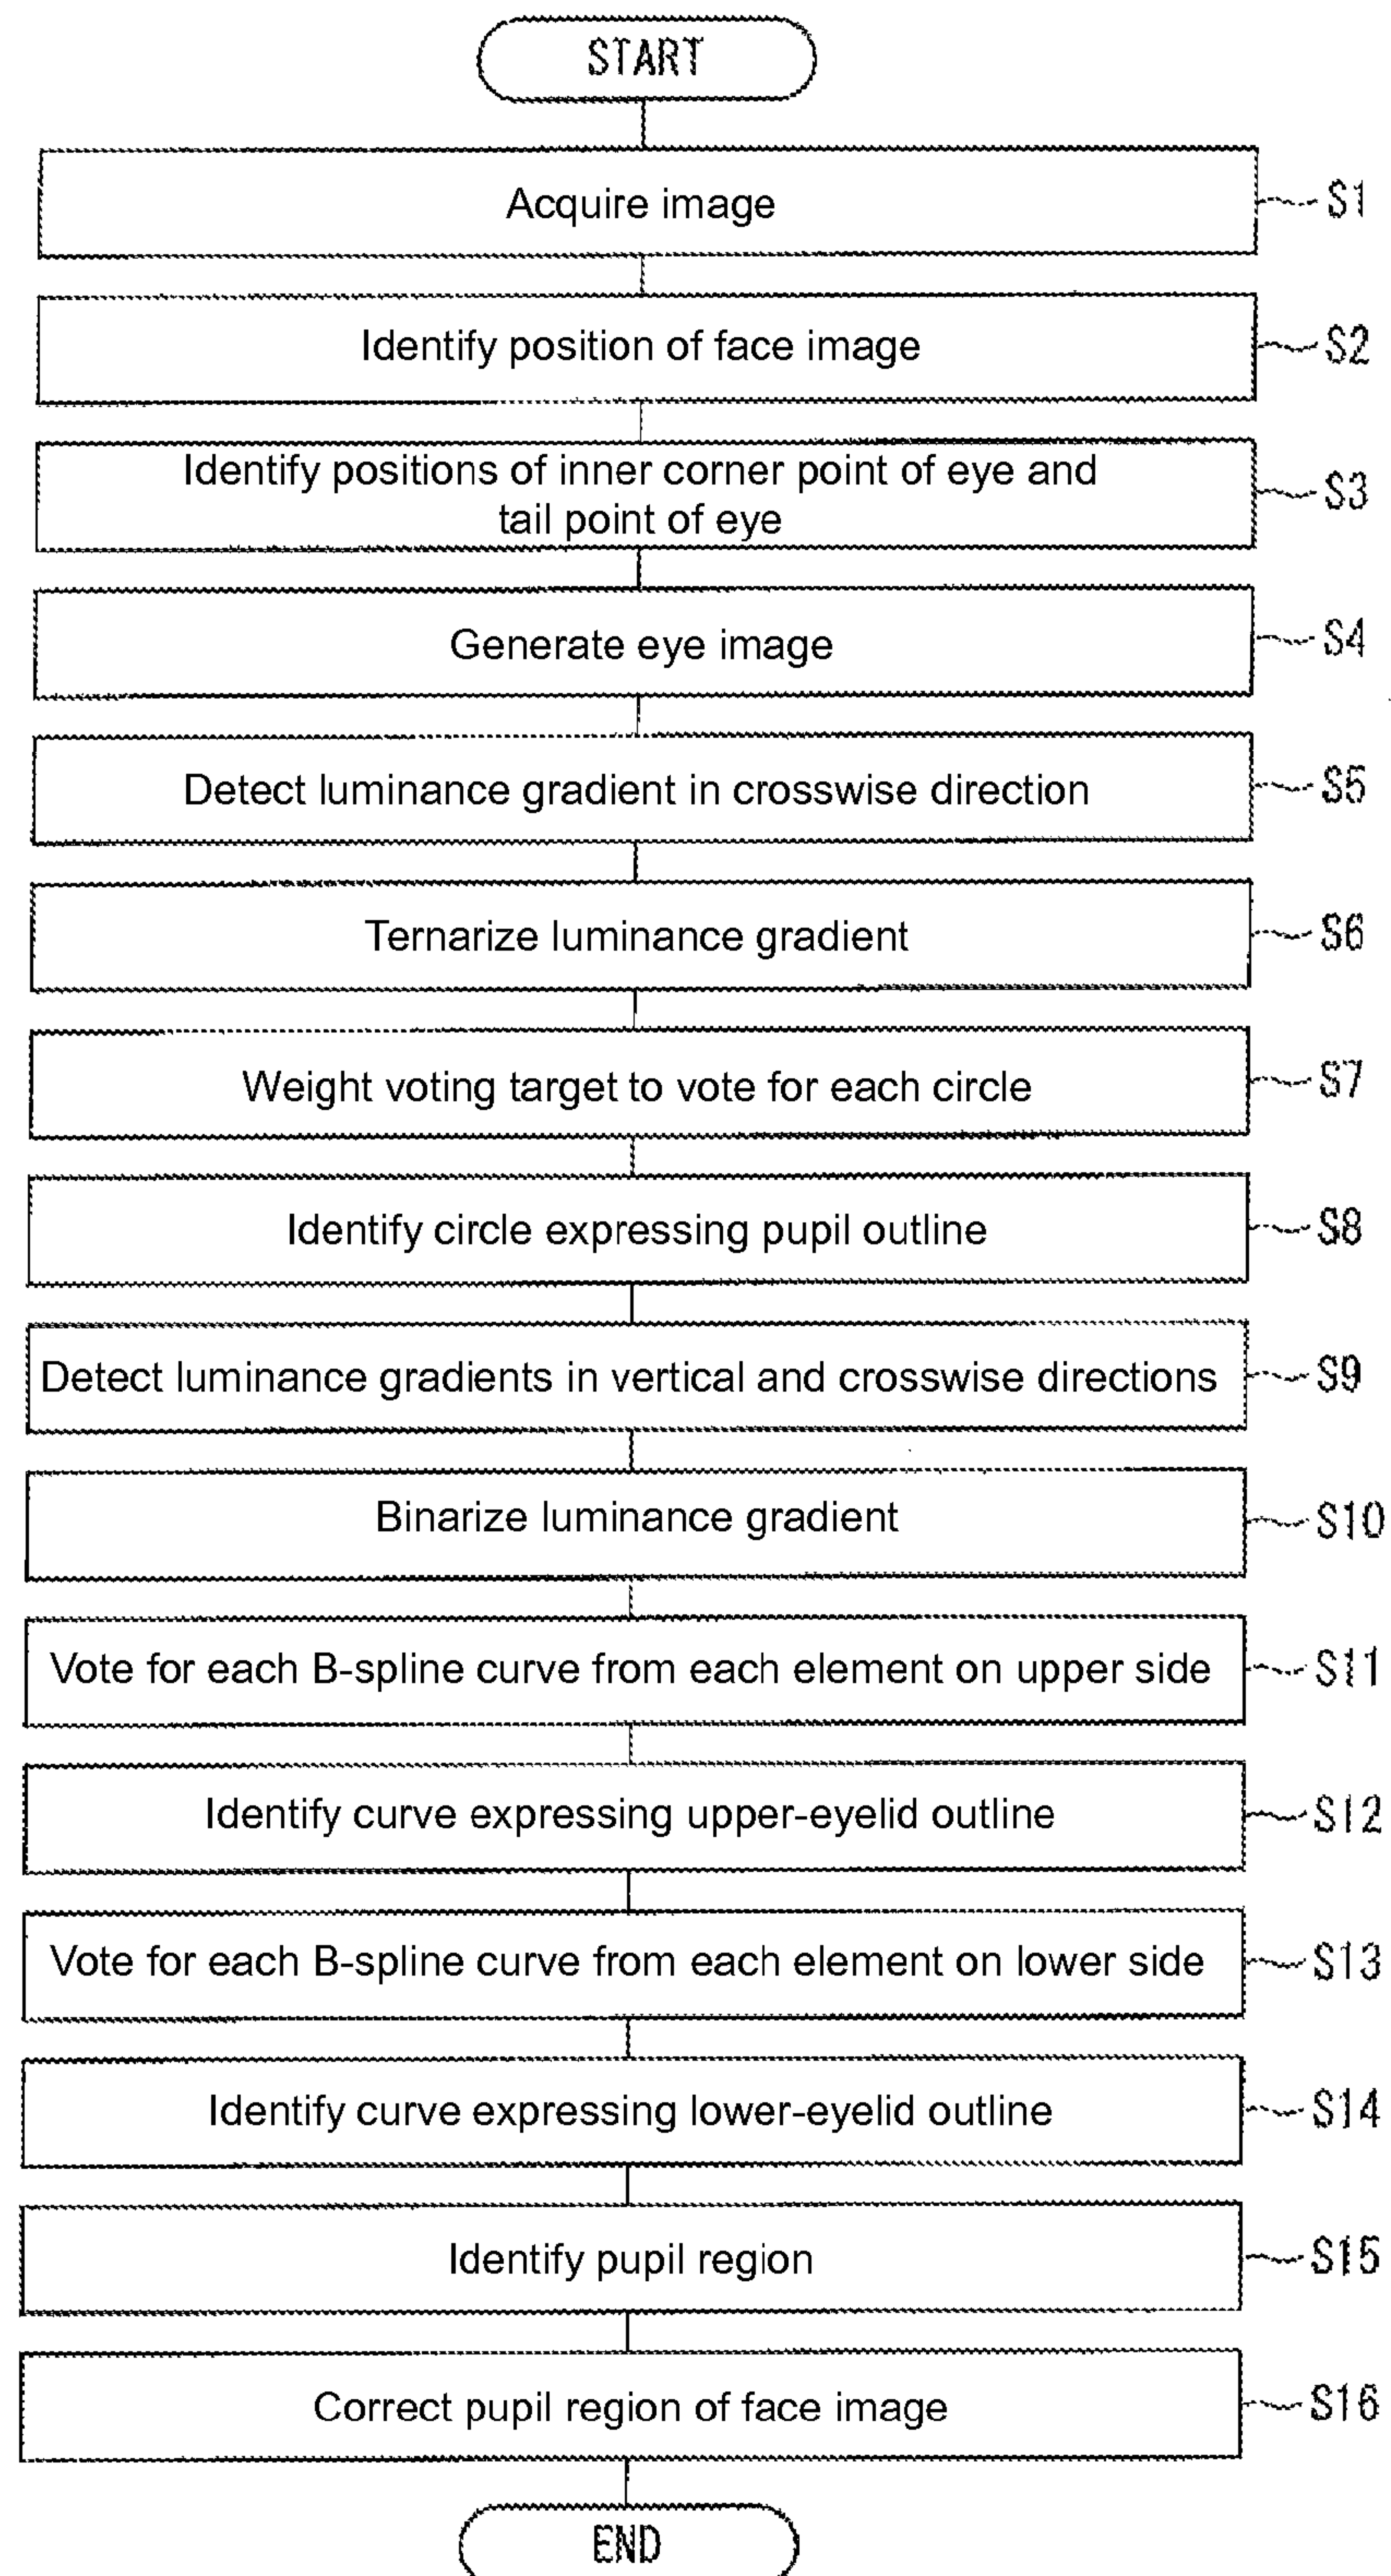 START
Acquire image
S1
Identify position of face image
S2
Identify positions of inner corner point of eye and
tail point of eye
S3
Generate eye image
S4
Detect luminance gradient in crosswise direction
S5
Ternarize luminance gradient
S6
Weight voting target to vote for each circle
S7
Identify circle expressing pupil outline
S8
Detect luminance gradients in vertical and crosswise directions
S9
Binarize luminance gradient
S10
Vote for each B-spline curve from each element on upper side
S11
Identify curve expressing upper-eyelid outline
S12
Vote for each B-spline curve from each element on lower side
S13
Identify curve expressing lower-eyelid outline
S14
Identify pupil region
S15
Correct pupil region of face image
S16
END